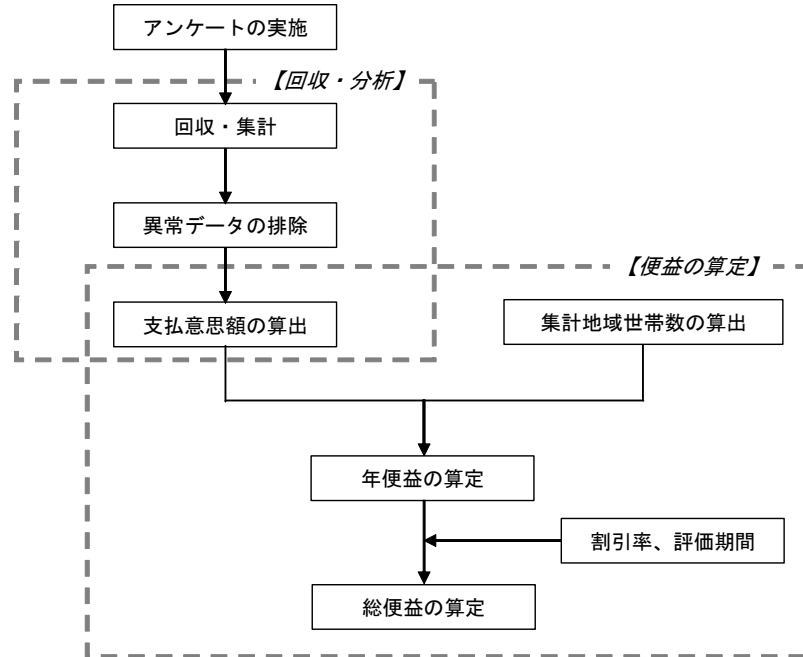 アンケートの実施
【回収・分析】
回収・集計
異常データの排除
【便益の算定】
支払意思額の算出
集計地域世帯数の算出
年便益の算定
割引率、評価期間
総便益の算定